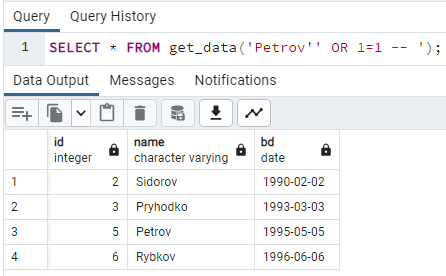 Query Query History
1 SELECT * FROM get_data('Petrov'' OR 1=1 -- ');
Data Output Messages Notifications
id name bd
integer character varying date
1 2 Sidorov 1990-02-02
2 3 Pryhodko 1993-03-03
3 5 Petrov 1995-05-05
4 6 Rybkov 1996-06-06